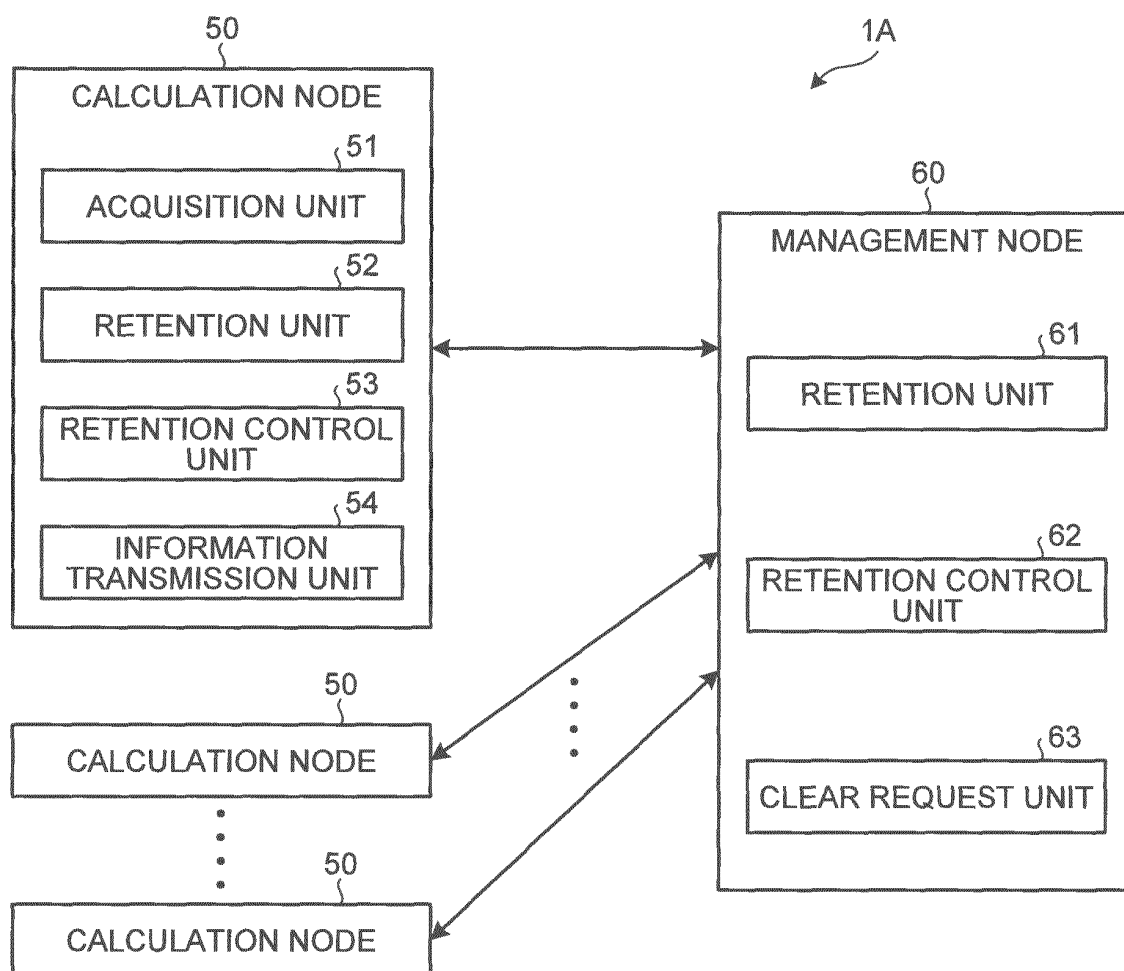 50
CALCULATION NODE
51
ACQUISITION UNIT
52
RETENTION UNIT
53
RETENTION CONTROL
UNIT
54
INFORMATION
TRANSMISSION UNIT
50
CALCULATION NODE
50
CALCULATION NODE
1A
60
MANAGEMENT NODE
61
RETENTION UNIT
62
RETENTION CONTROL
UNIT
63
CLEAR REQUEST UNIT